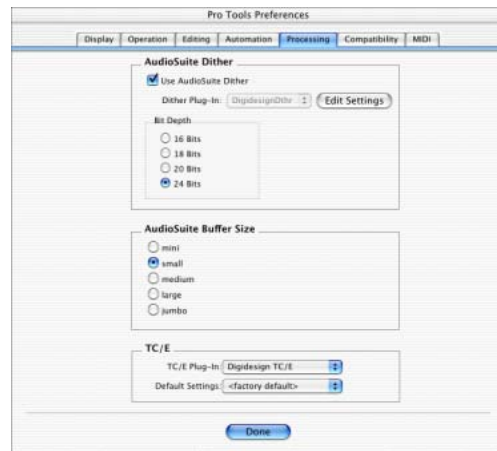 Pro Tools Preferences
Display Operation Editing Automation Processing Compatibility MIDI
AudioSuite Dither
Use AudioSuite Dither
Dither Plug-In: DigidesignDthr Edit Settings
Bit Depth
16 Bits
18 Bits
20 Bits
24 Bits
AudioSuite Buffer Size
mini
small
medium
large
jumbo
TC/E
TC/E Plug-In: Digidesign TC/E
Default Settings: <factory default>
Done